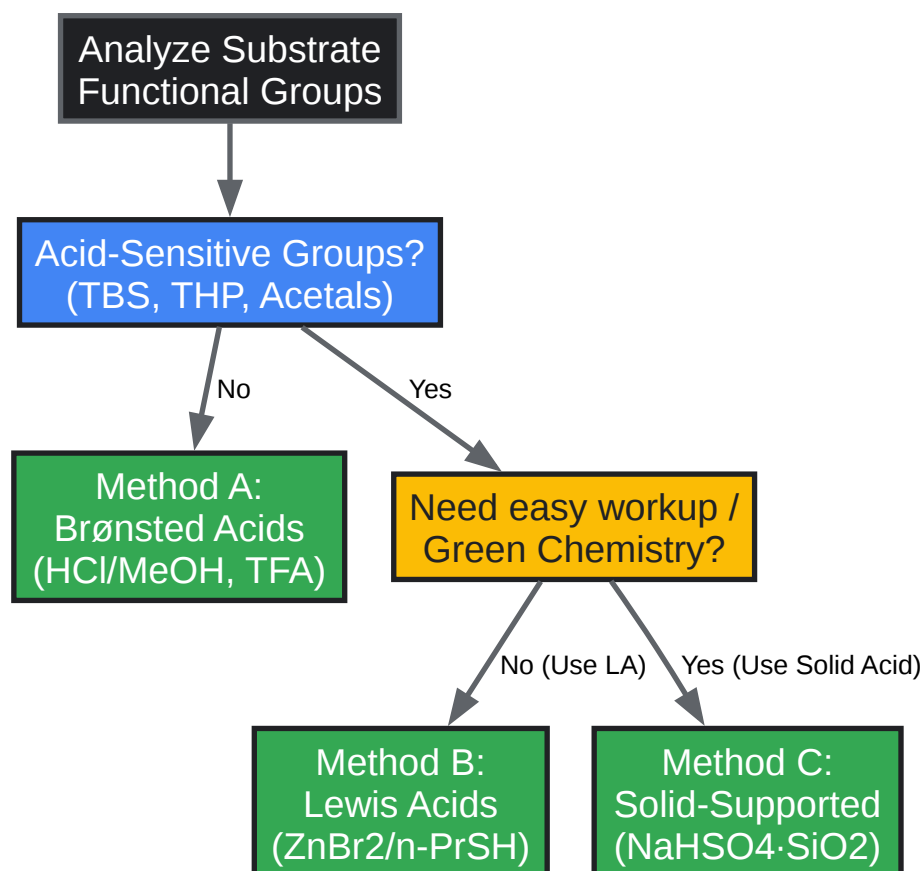 Analyze Substrate
Functional Groups
Acid-Sensitive Groups?
(TBS, THP, Acetals)
No
Yes
Method A:
Brønsted Acids
(HCl/MeOH, TFA)
Need easy workup /
Green Chemistry?
No (Use LA)
Yes (Use Solid Acid)
Method B:
Lewis Acids
(ZnBr2/n-PrSH)
Method C:
Solid-Supported
(NaHSO4·SiO2)